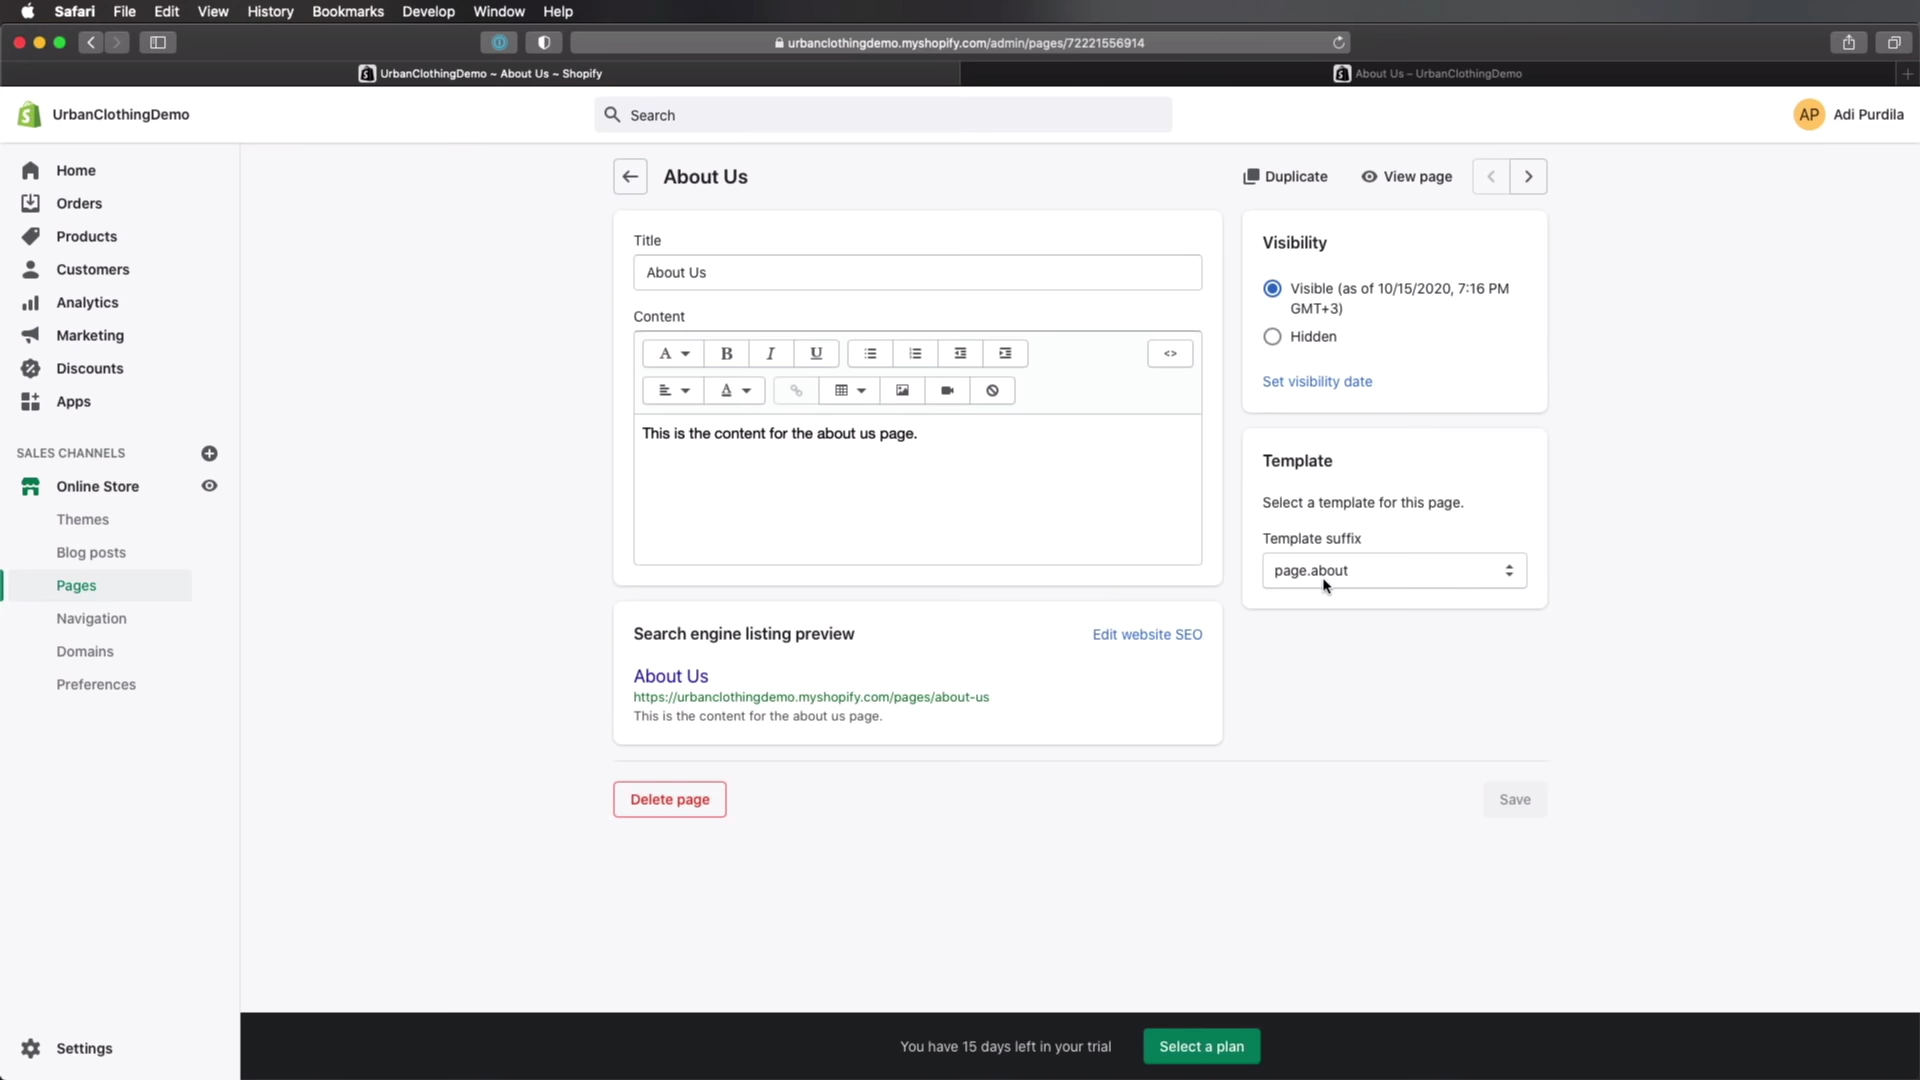 Safari File Edit View History Bookmarks Develop Window Help
urbanclothingdemo.myshopify.com/admin/pages/72221556914
UrbanClothingDemo ~ About Us ~ Shopify
About Us – UrbanClothingDemo
UrbanClothingDemo
Search
AP Adi Purdila
Home
Orders
Products
Customers
Analytics
Marketing
Discounts
Apps
SALES CHANNELS
Online Store
Themes
Blog posts
Pages
Navigation
Domains
Preferences
Settings
About Us
Duplicate
View page
Title
About Us
Content
A B I U
<>
A
This is the content for the about us page.
Search engine listing preview
Edit website SEO
About Us
https://urbanclothingdemo.myshopify.com/pages/about-us
This is the content for the about us page.
Visibility
Visible (as of 10/15/2020, 7:16 PM
GMT+3)
Hidden
Set visibility date
Template
Select a template for this page.
Template suffix
page.about
Delete page
Save
You have 15 days left in your trial
Select a plan